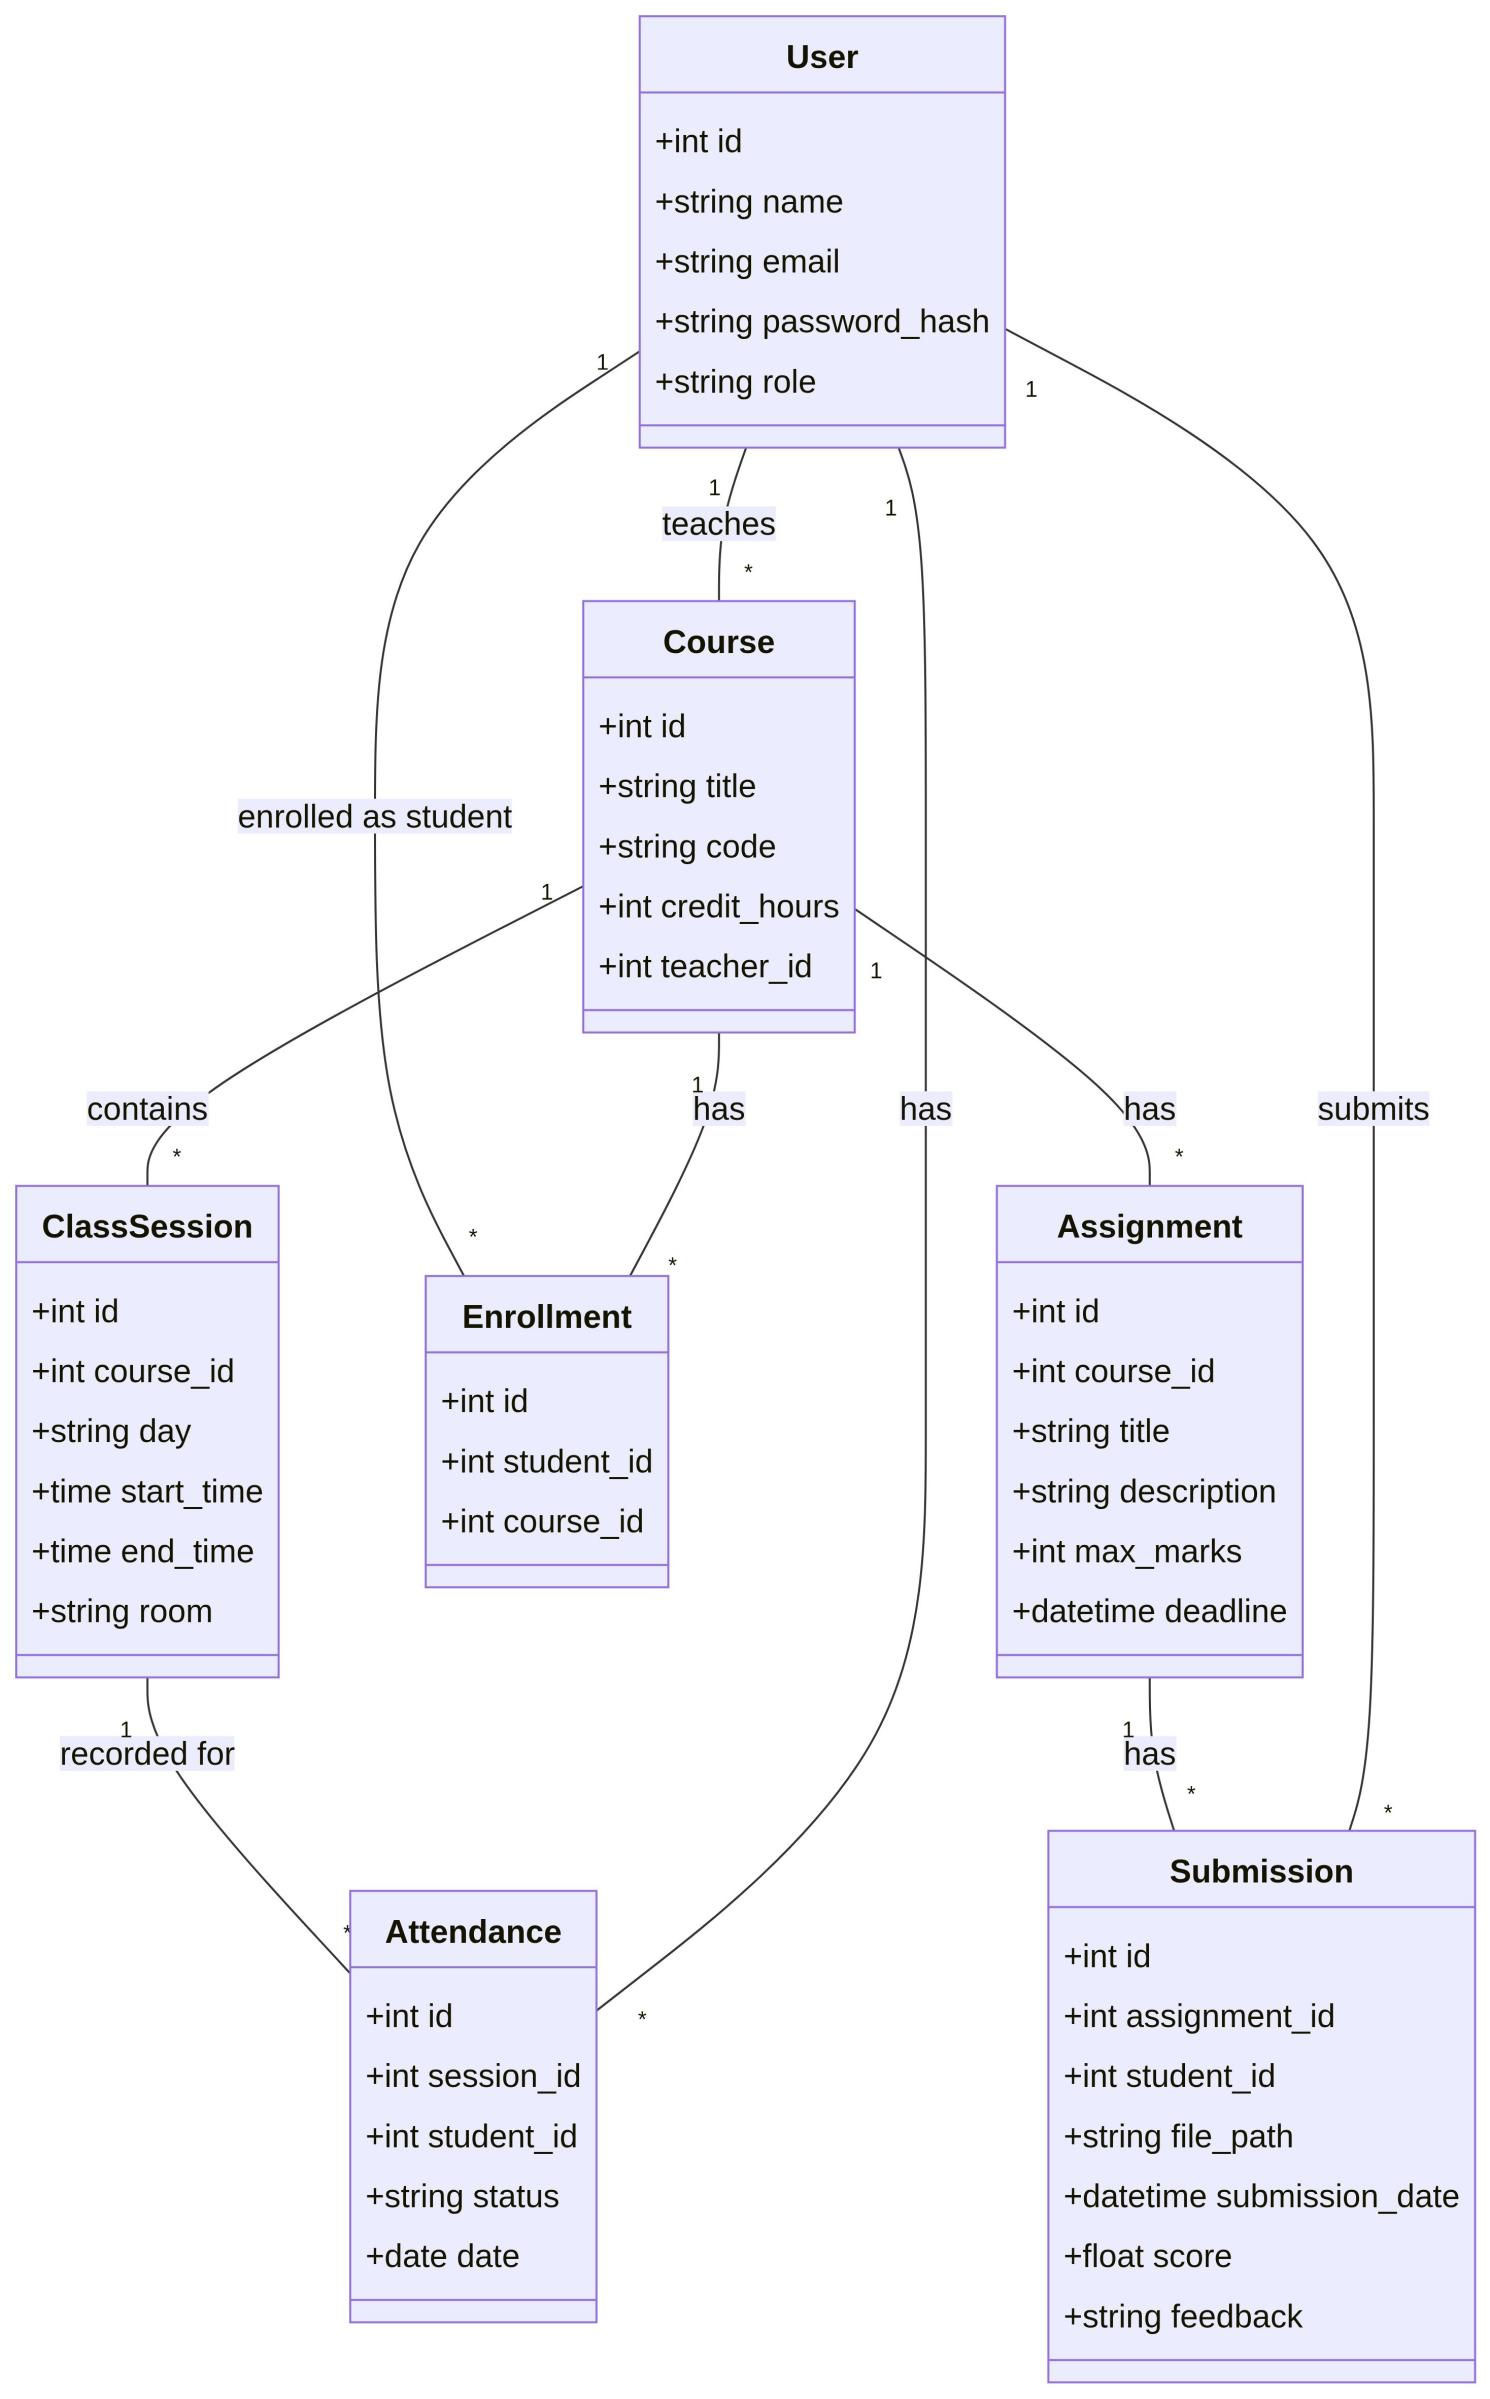 User
+int id
+string name
+string email
+string password_hash
+string role
1
1
1
1
teaches
*
Course
+int id
+string title
+string code
+int credit_hours
+int teacher_id
enrolled as student
1
1
1
contains
has
has
has
submits
*
*
*
*
ClassSession
+int id
+int course_id
+string day
+time start_time
+time end_time
+string room
Enrollment
+int id
+int student_id
+int course_id
Assignment
+int id
+int course_id
+string title
+string description
+int max_marks
+datetime deadline
1
recorded for
1
has
*
*
*
*
Attendance
+int id
+int session_id
+int student_id
+string status
+date date
Submission
+int id
+int assignment_id
+int student_id
+string file_path
+datetime submission_date
+float score
+string feedback